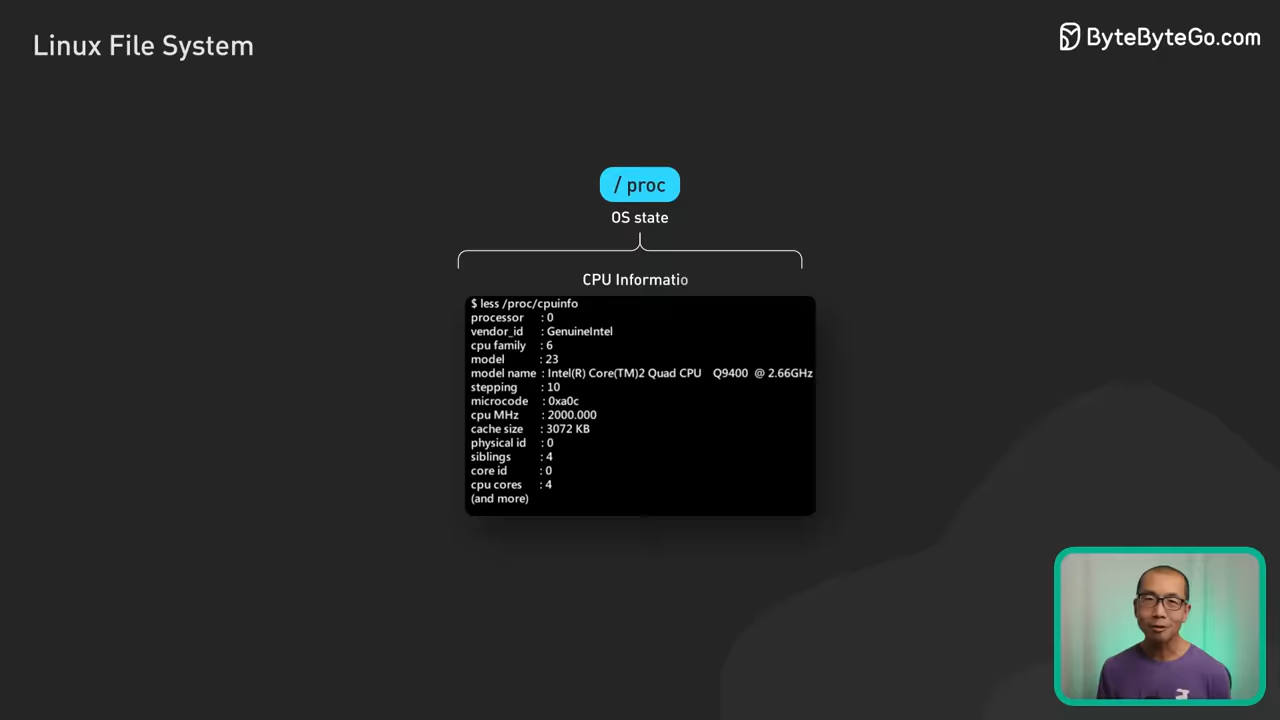 Linux File System
ByteByteGo.com
/ proc
OS state
CPU Informatio
$ less /proc/cpuinfo
processor : 0
vendor_id : GenuineIntel
cpu family : 6
model : 23
model name : Intel(R) Core(TM)2 Quad CPU Q9400 @ 2.66GHz
stepping : 10
microcode : 0xa0c
cpu MHz : 2000.000
cache size : 3072 KB
physical id : 0
siblings : 4
core id : 0
cpu cores : 4
(and more)